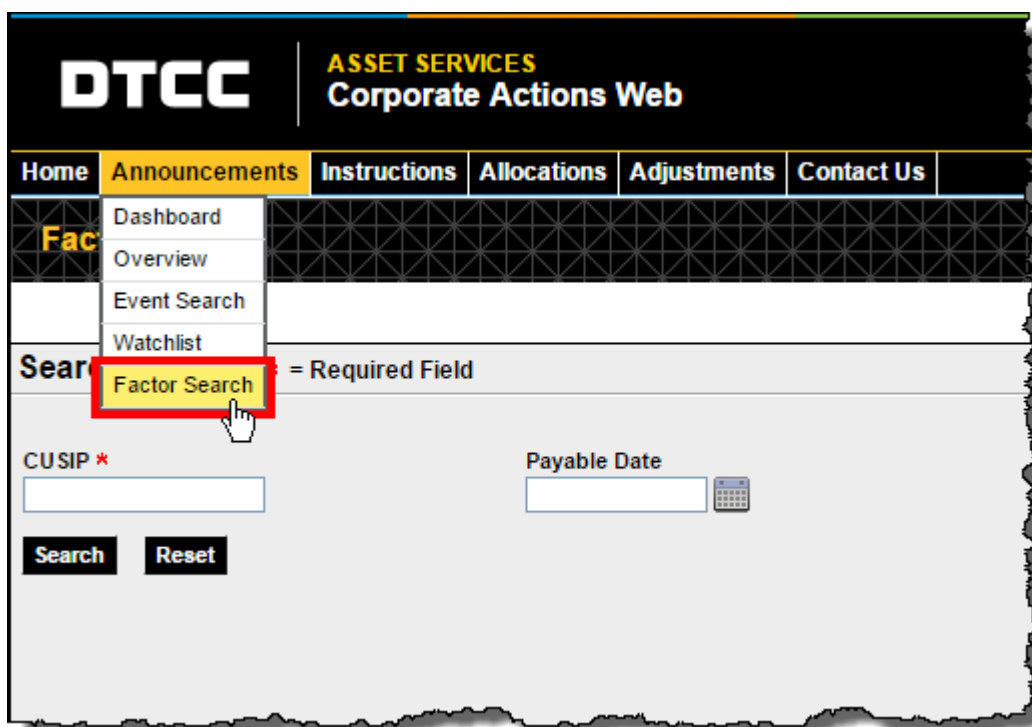 DTCC
ASSET SERVICES
Corporate Actions Web
Home Announcements Instructions Allocations Adjustments Contact Us
Dashboard
Overview
Event Search
Watchlist
Factor Search
* = Required Field
CUSIP *
Payable Date
Search Reset